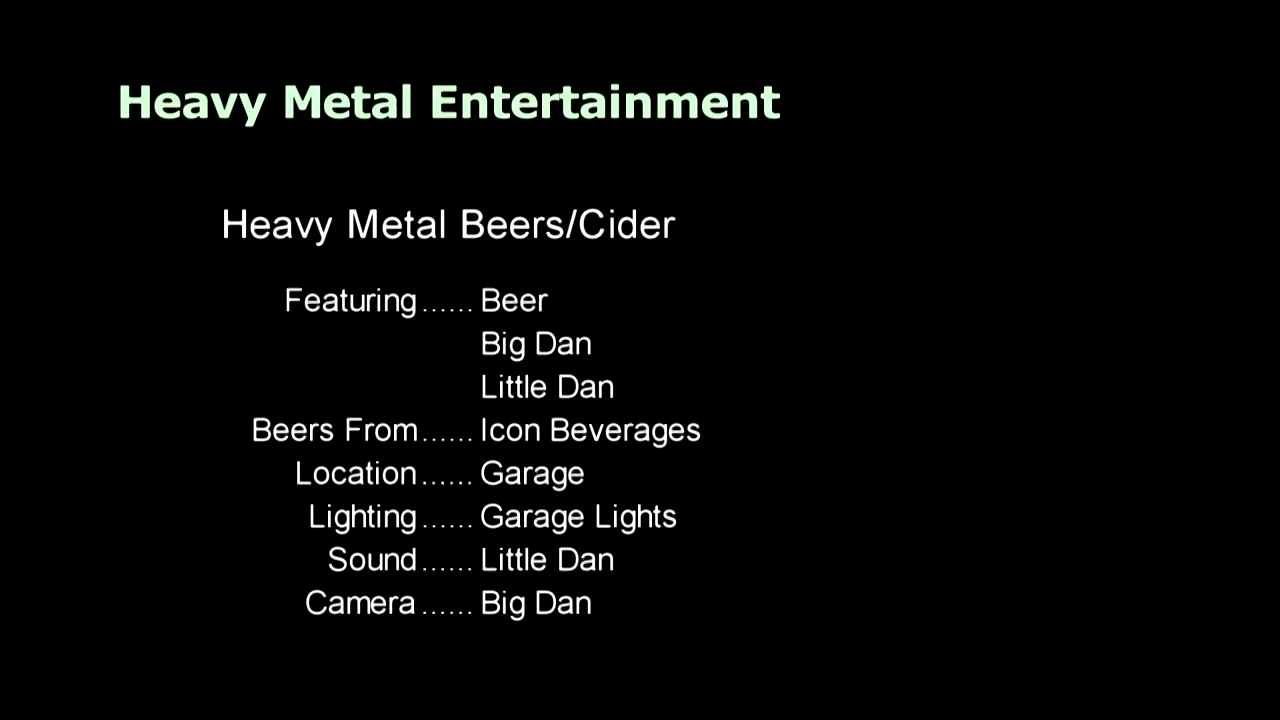 Heavy Metal Entertainment
Heavy Metal Beers/Cider
Featuring ...... Beer
Big Dan
Little Dan
Beers From ...... Icon Beverages
Location ...... Garage
Lighting ...... Garage Lights
Sound ...... Little Dan
Camera ...... Big Dan